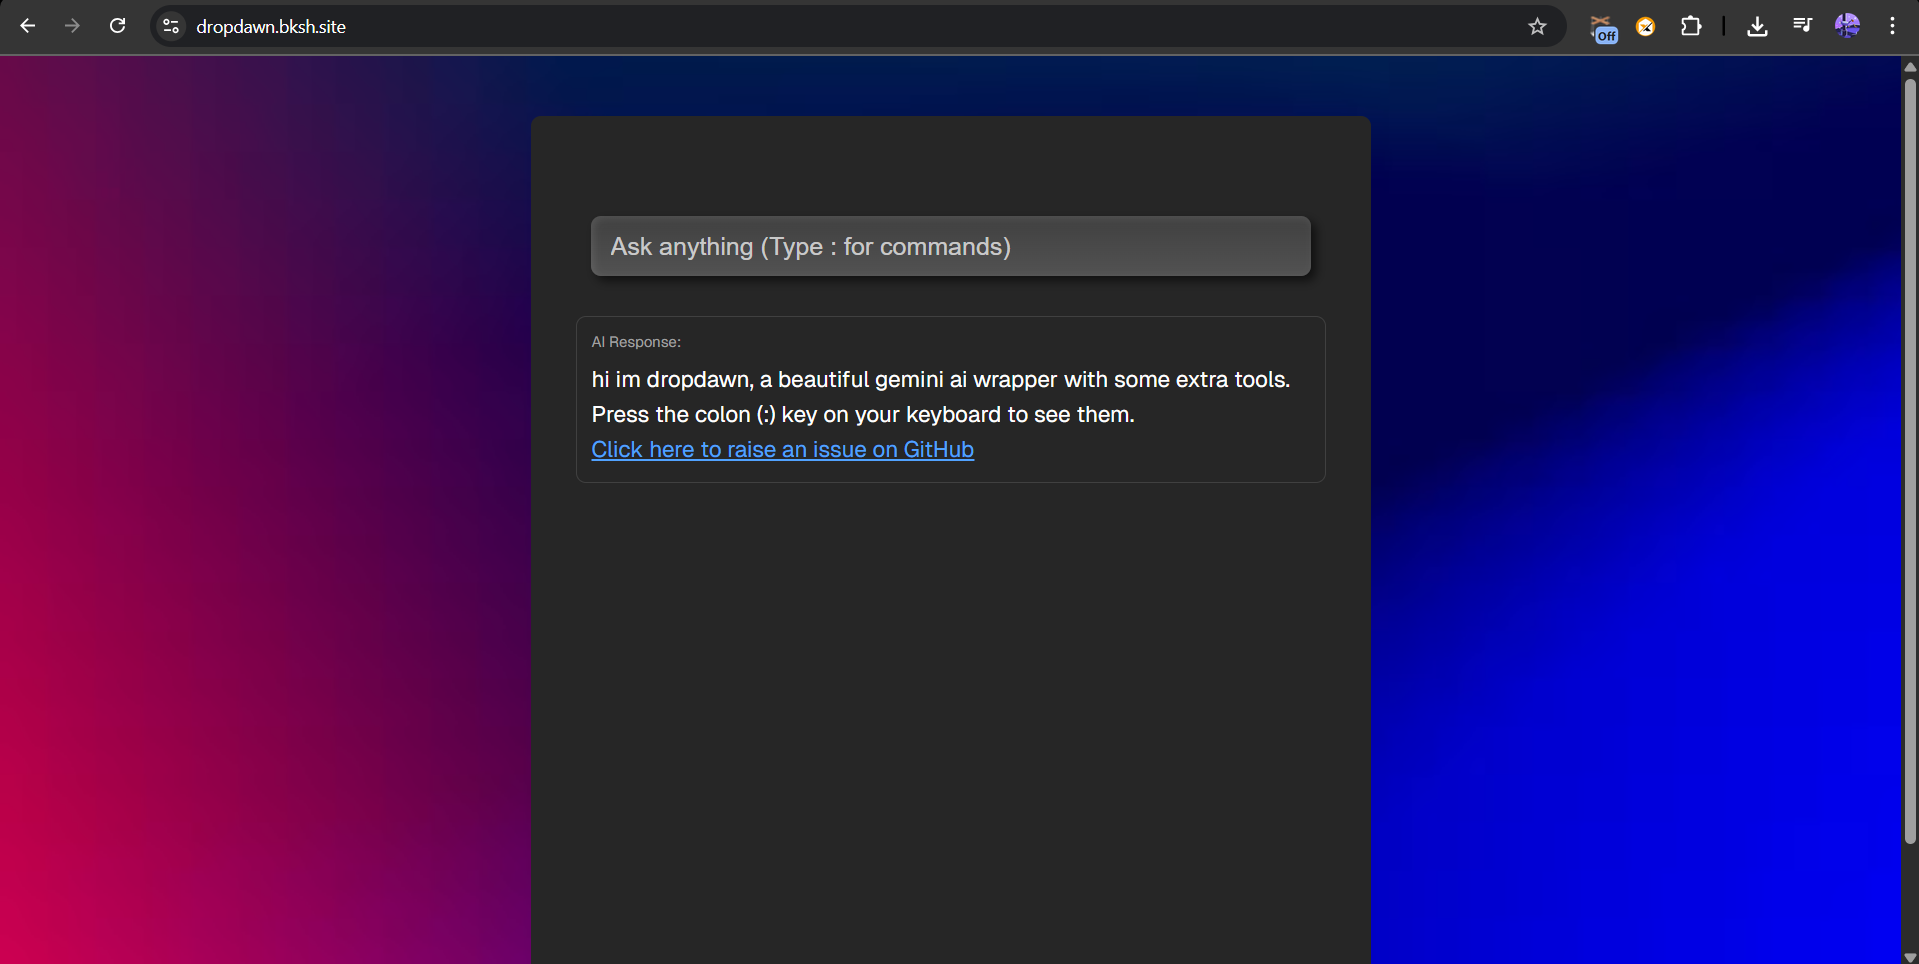 dropdawn.bksh.site
Off
Ask anything (Type : for commands)
AI Response:
hi im dropdawn, a beautiful gemini ai wrapper with some extra tools.
Press the colon (:) key on your keyboard to see them.
Click here to raise an issue on GitHub